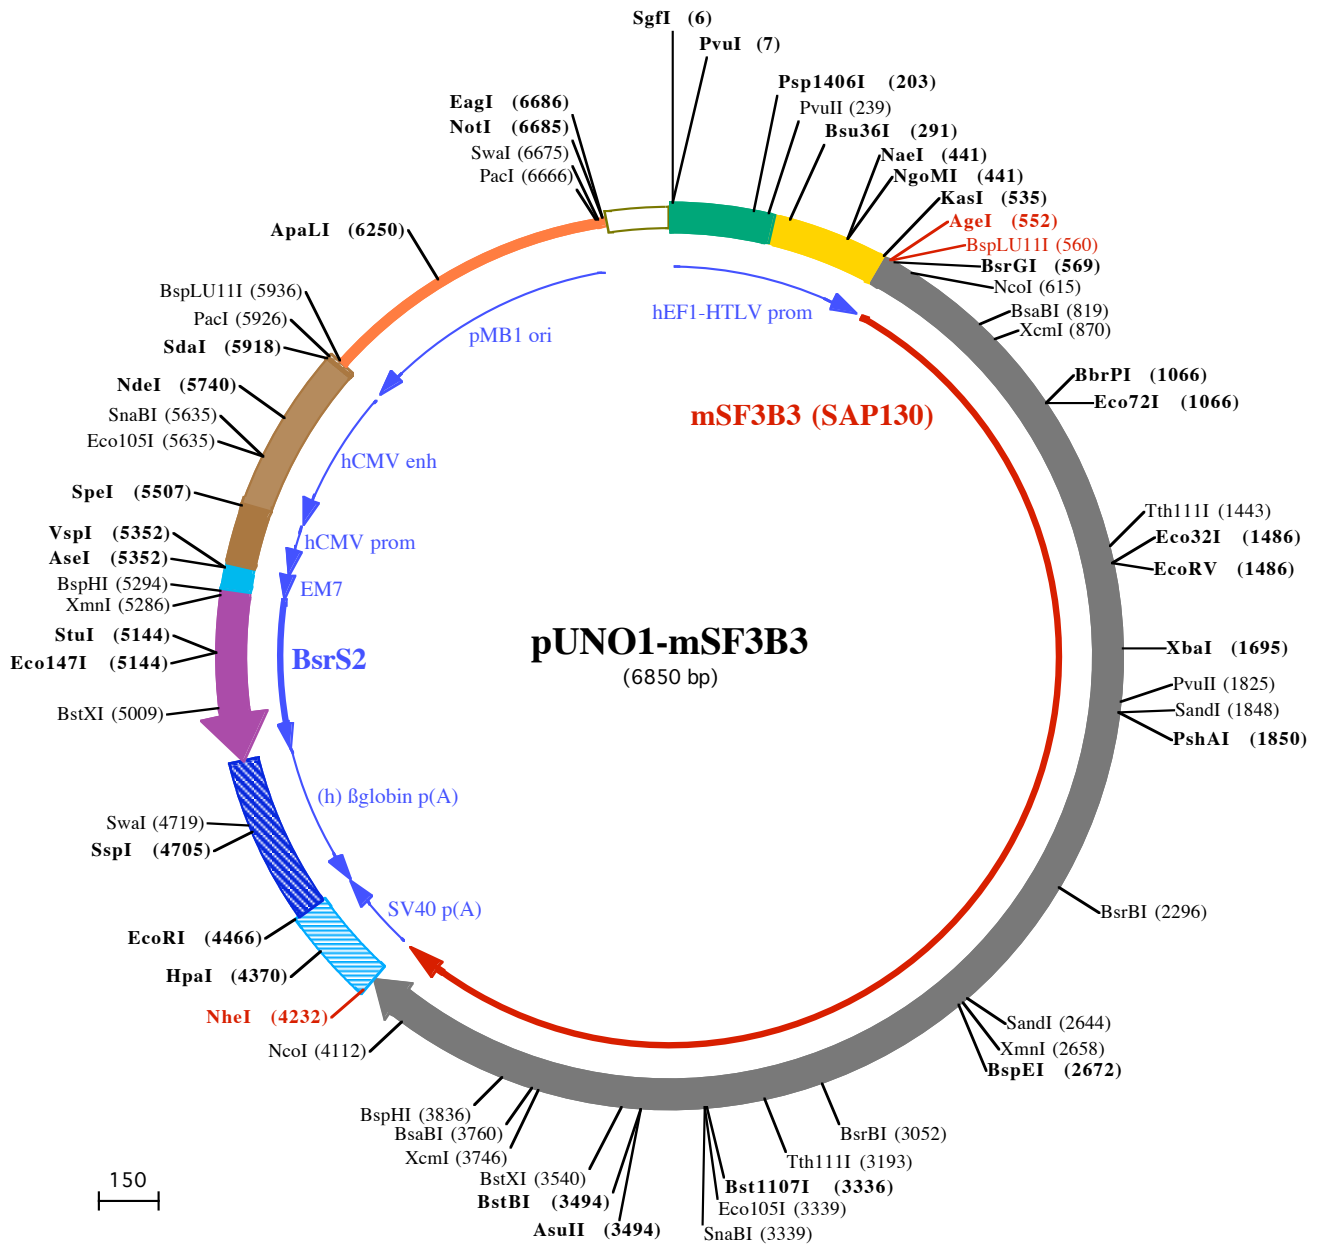 SgfI (6)
PvuI (7)
Psp1406I (203)
PvuII (239)
Bsu36I (291)
NaeI (441)
NgoMI (441)
KasI (535)
AgeI (552)
BspLU11I (560)
BsrGI (569)
NcoI (615)
BsaBI (819)
XcmI (870)
BbrPI (1066)
Eco72I (1066)
Tth111I (1443)
Eco32I (1486)
EcoRV (1486)
XbaI (1695)
PvuII (1825)
SandI (1848)
PshAI (1850)
BsrBI (2296)
SandI (2644)
XmnI (2658)
BspEI (2672)
BsrBI (3052)
Tth111I (3193)
Bst1107I (3336)
Eco105I (3339)
SnaBI (3339)
AsuII (3494)
BstBI (3494)
BstXI (3540)
XcmI (3746)
BsaBI (3760)
BspHI (3836)
NcoI (4112)
NheI (4232)
HpaI (4370)
EcoRI (4466)
SspI (4705)
SwaI (4719)
BstXI (5009)
Eco147I (5144)
StuI (5144)
XmnI (5286)
BspHI (5294)
AseI (5352)
VspI (5352)
SpeI (5507)
Eco105I (5635)
SnaBI (5635)
NdeI (5740)
SdaI (5918)
PacI (5926)
BspLU11I (5936)
ApaLI (6250)
PacI (6666)
SwaI (6675)
NotI (6685)
EagI (6686)
hEF1-HTLV prom
pMB1 ori
mSF3B3 (SAP130)
hCMV enh
hCMV prom
EM7
BsrS2
(h) ßglobin p(A)
SV40 p(A)
pUNO1-mSF3B3
(6850 bp)
150